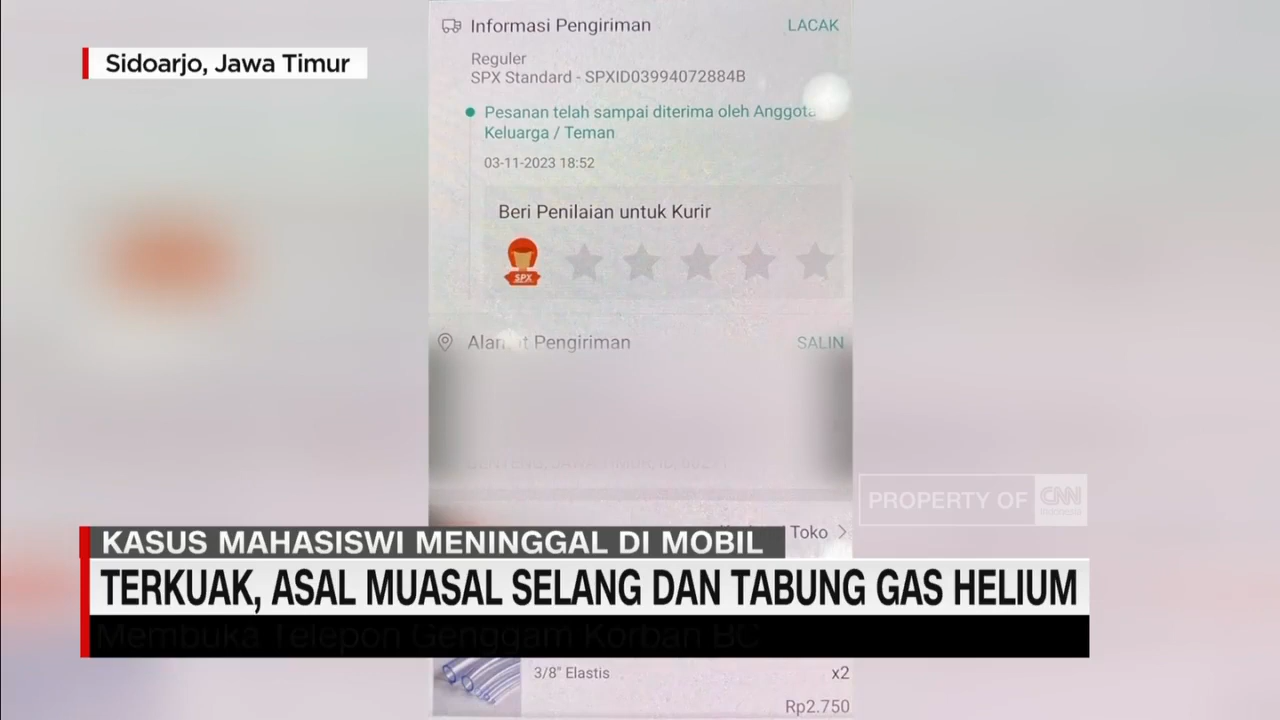 Sidoarjo, Jawa Timur
Informasi Pengiriman LACAK
Reguler
SPX Standard - SPXID03994072884B
Pesanan telah sampai diterima oleh Anggota
Keluarga / Teman
03-11-2023 18:52
Beri Penilaian untuk Kurir
SPX
Pengiriman SALIN
PROPERTY OF CNN Indonesia
Toko
KASUS MAHASISWI MENINGGAL DI MOBIL
TERKUAK, ASAL MUASAL SELANG DAN TABUNG GAS HELIUM
Membuka Telepon Genggam Korban BC
3/8" Elastis x2
Rp2.750